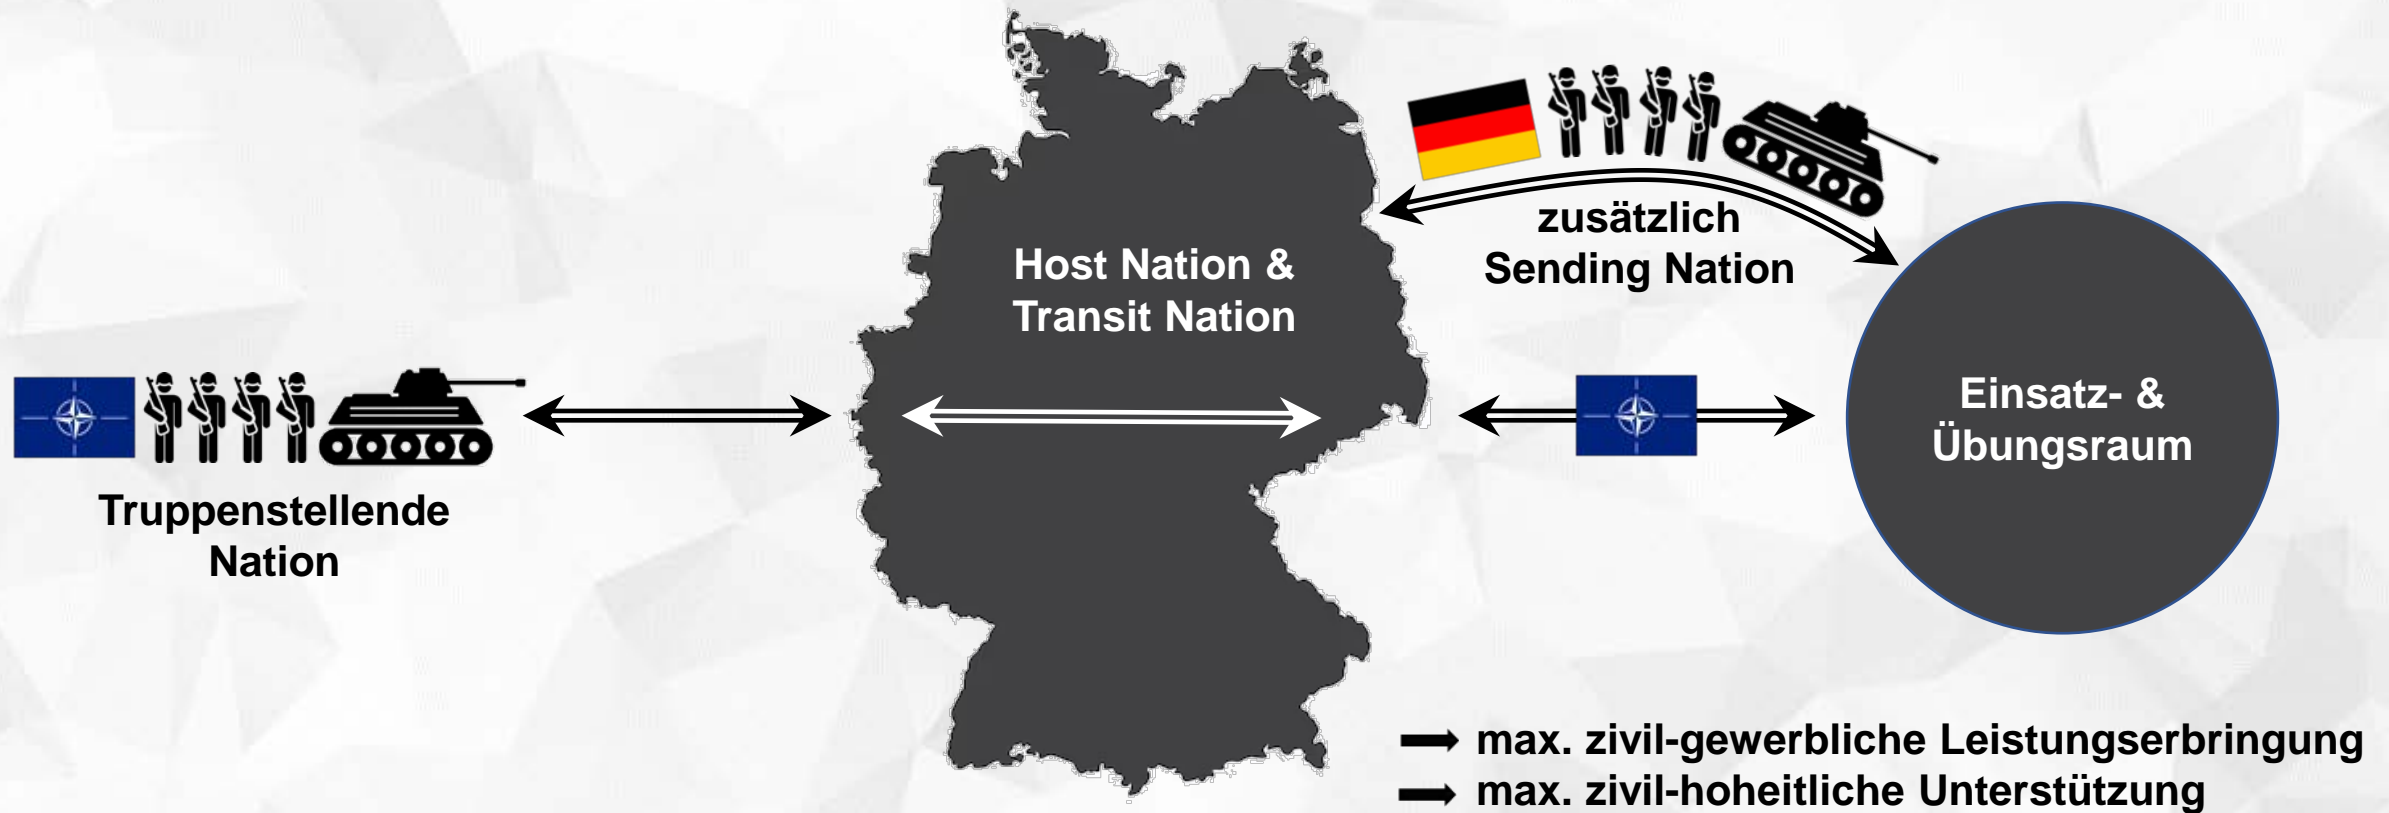 Host Nation &
Transit Nation
zusätzlich
Sending Nation
Einsatz- &
Übungsraum
Truppenstellende
Nation
max. zivil-gewerbliche Leistungserbringung
max. zivil-hoheitliche Unterstützung